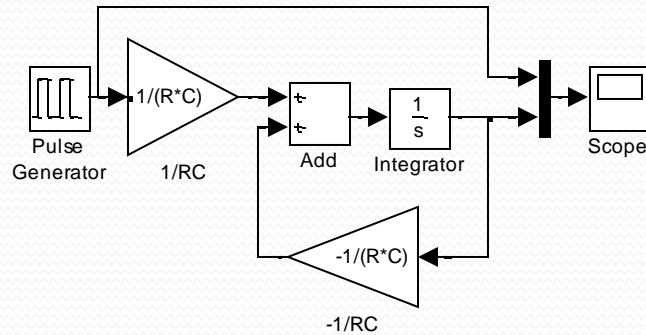 Pulse
Generator
1/(R*C)
1/RC
+
+
Add
1
s
Integrator
Scope
-1/(R*C)
-1/RC